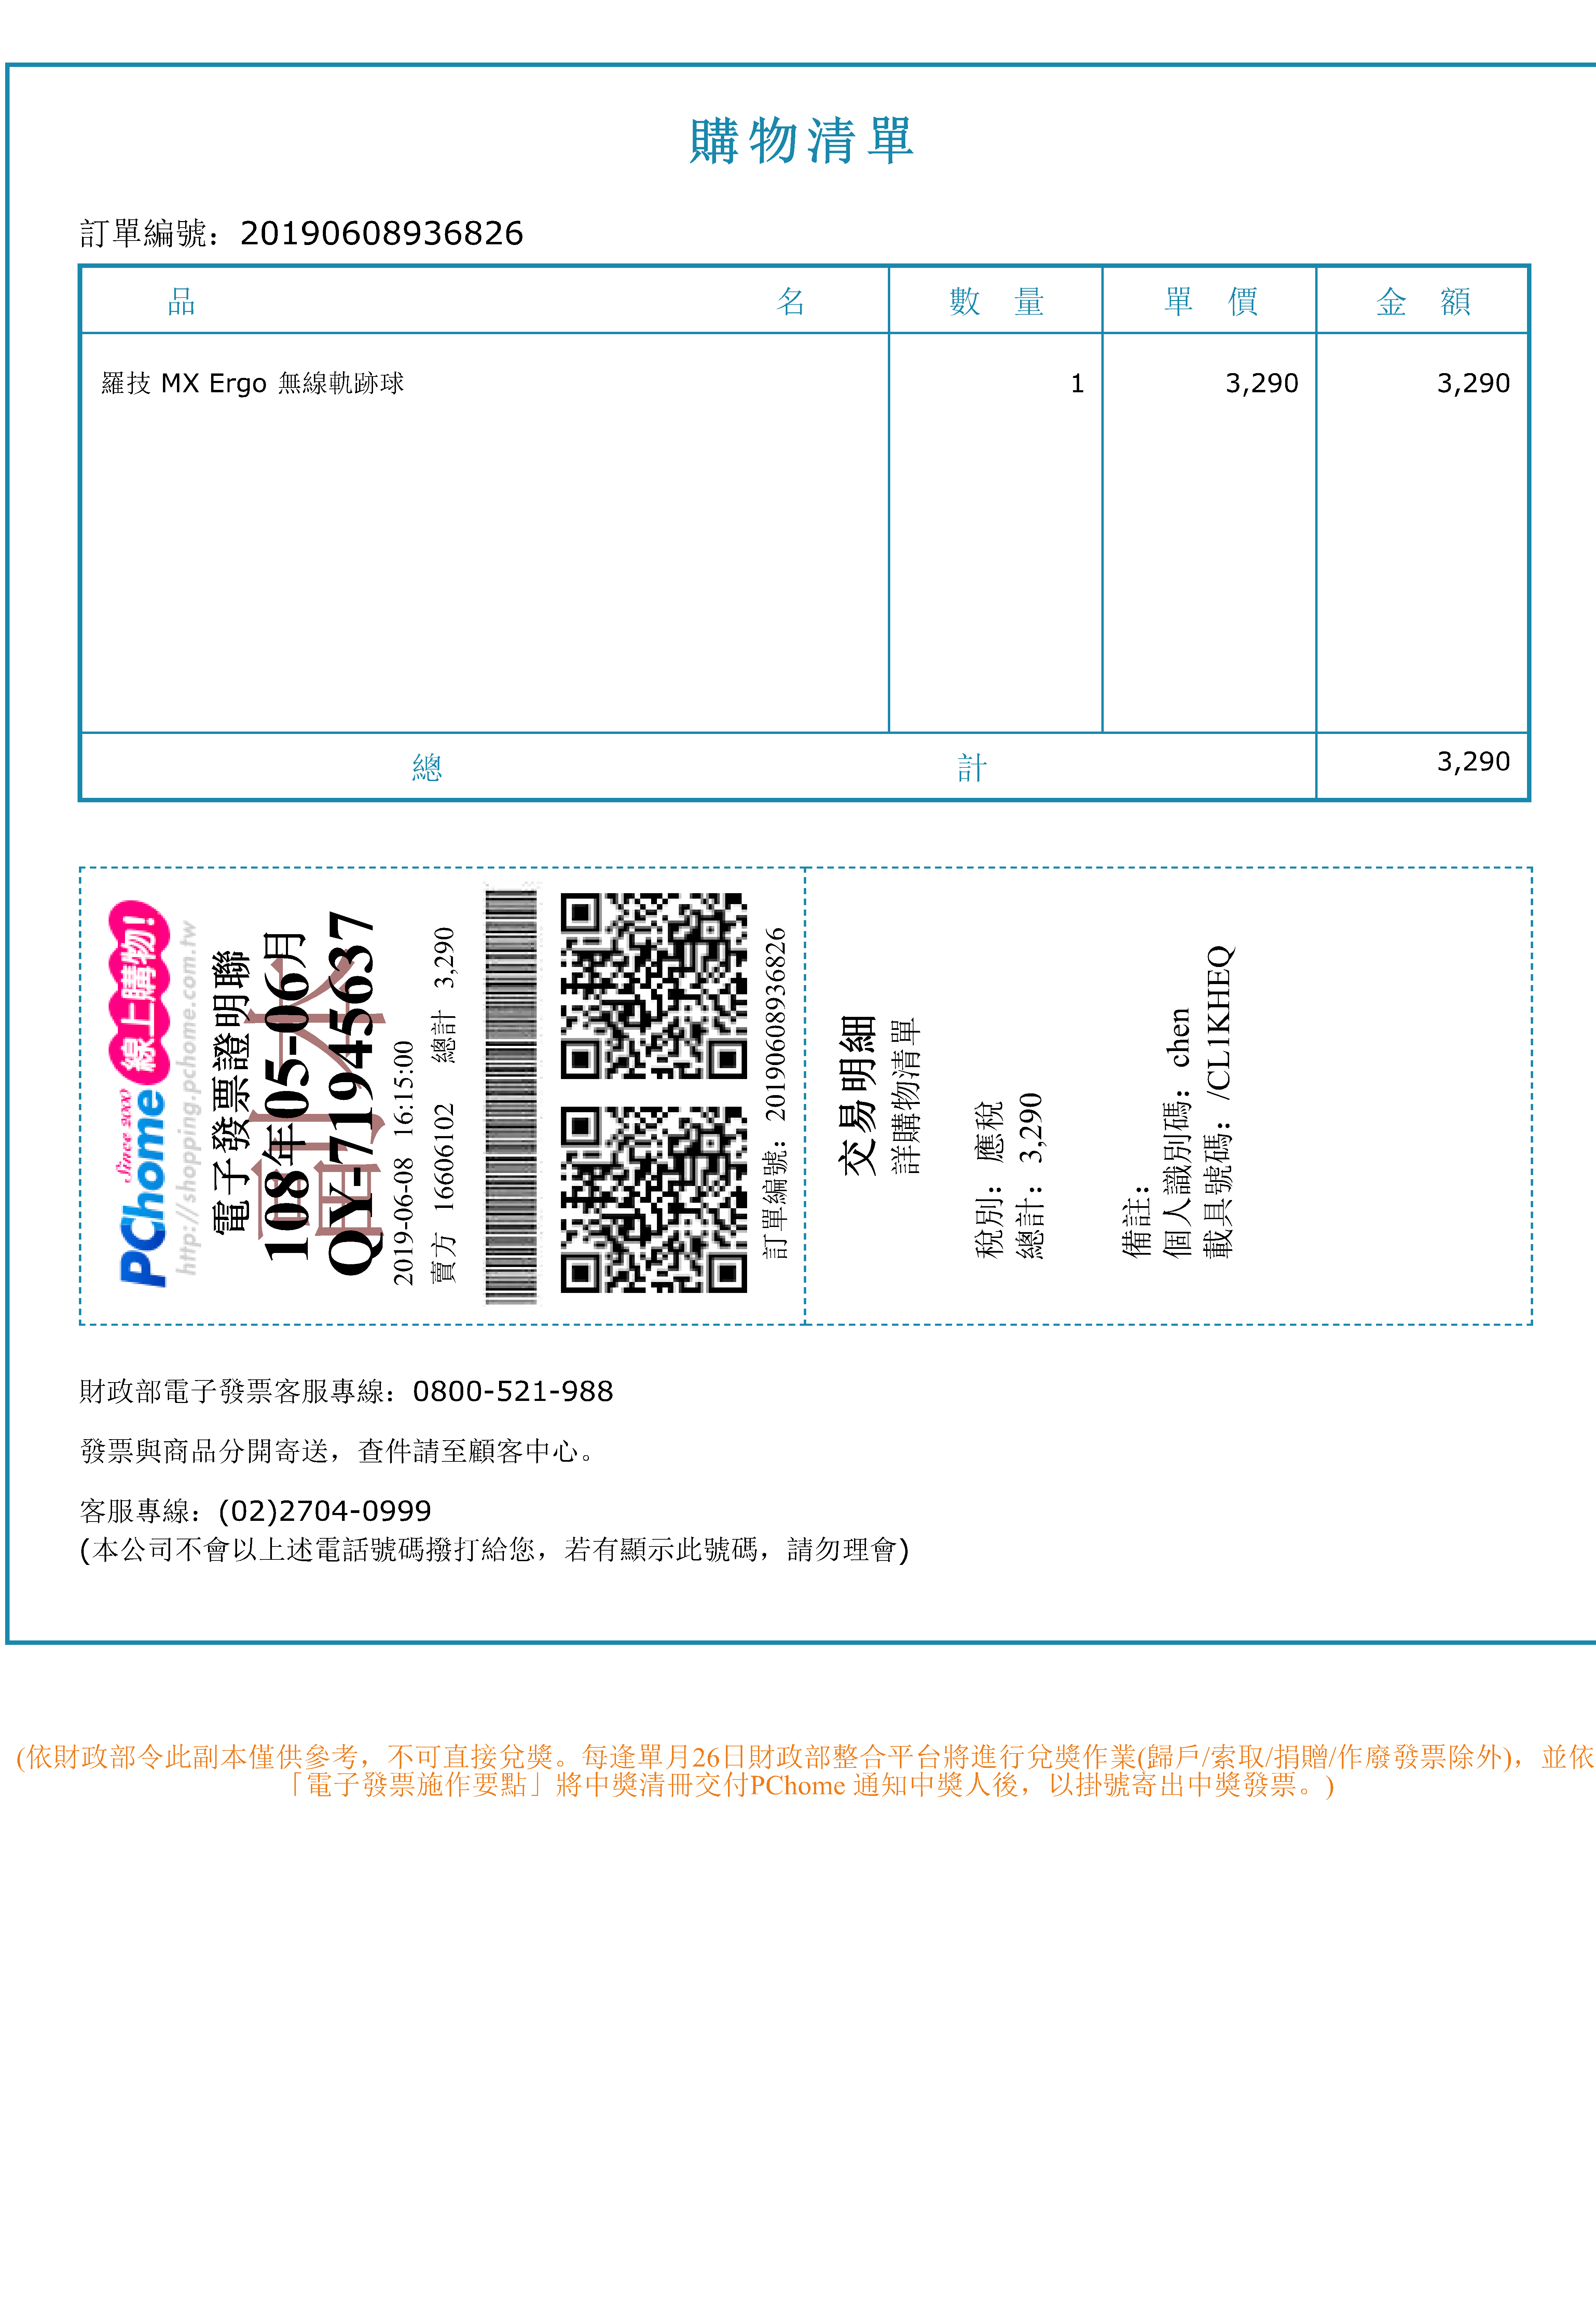 購物清單
訂單編號：20190608936826
品 名 數 量 單 價 金 額
羅技 MX Ergo 無線軌跡球 1 3,290 3,290
總 計 3,290
PChome Since 2000 線上購物!
http://shopping.pchome.com.tw
電子發票證明聯
副本
108年05-06月
QY-71945637
2019-06-08 16:15:00
賣方 16606102 總計 3,290
訂單編號：20190608936826
交易明細
詳購物清單
稅別：應稅
總計：3,290
備註：
個人識別碼：chen
載具號碼：/CL1KHEQ
財政部電子發票客服專線：0800-521-988
發票與商品分開寄送，查件請至顧客中心。
客服專線：(02)2704-0999
(本公司不會以上述電話號碼撥打給您，若有顯示此號碼，請勿理會)
(依財政部令此副本僅供參考，不可直接兌獎。每逢單月26日財政部整合平台將進行兌獎作業(歸戶/索取/捐贈/作廢發票除外)，並依
「電子發票施作要點」將中獎清冊交付PChome 通知中獎人後，以掛號寄出中獎發票。)